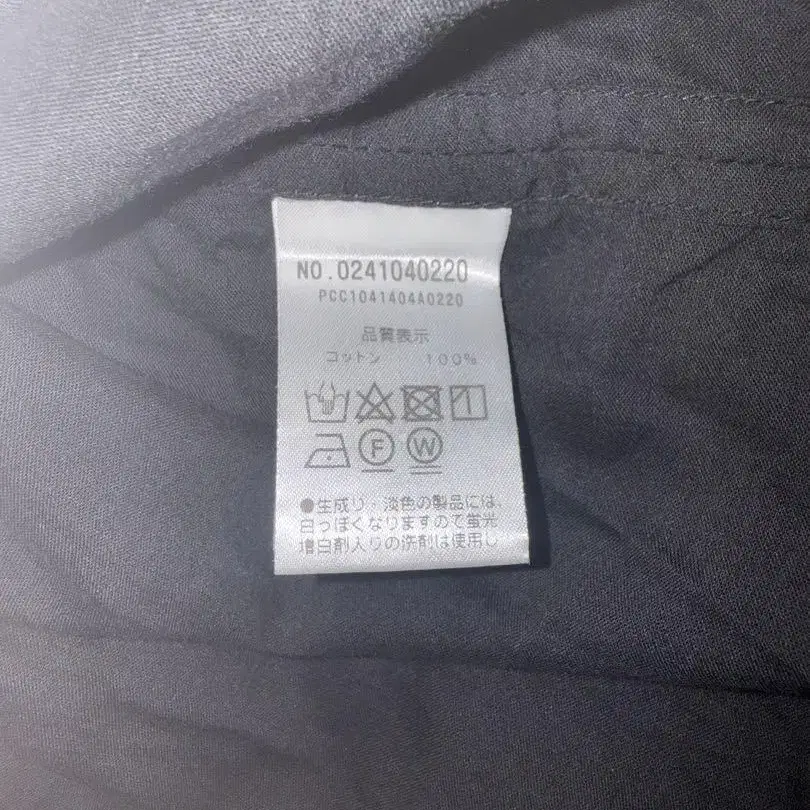 NO.0241040220
PCC1041404A0220
品質表示
コットン 100%
F W
●生成り・淡色の製品には、
白っぽくなりますので蛍光
増白剤入りの洗剤は使用し